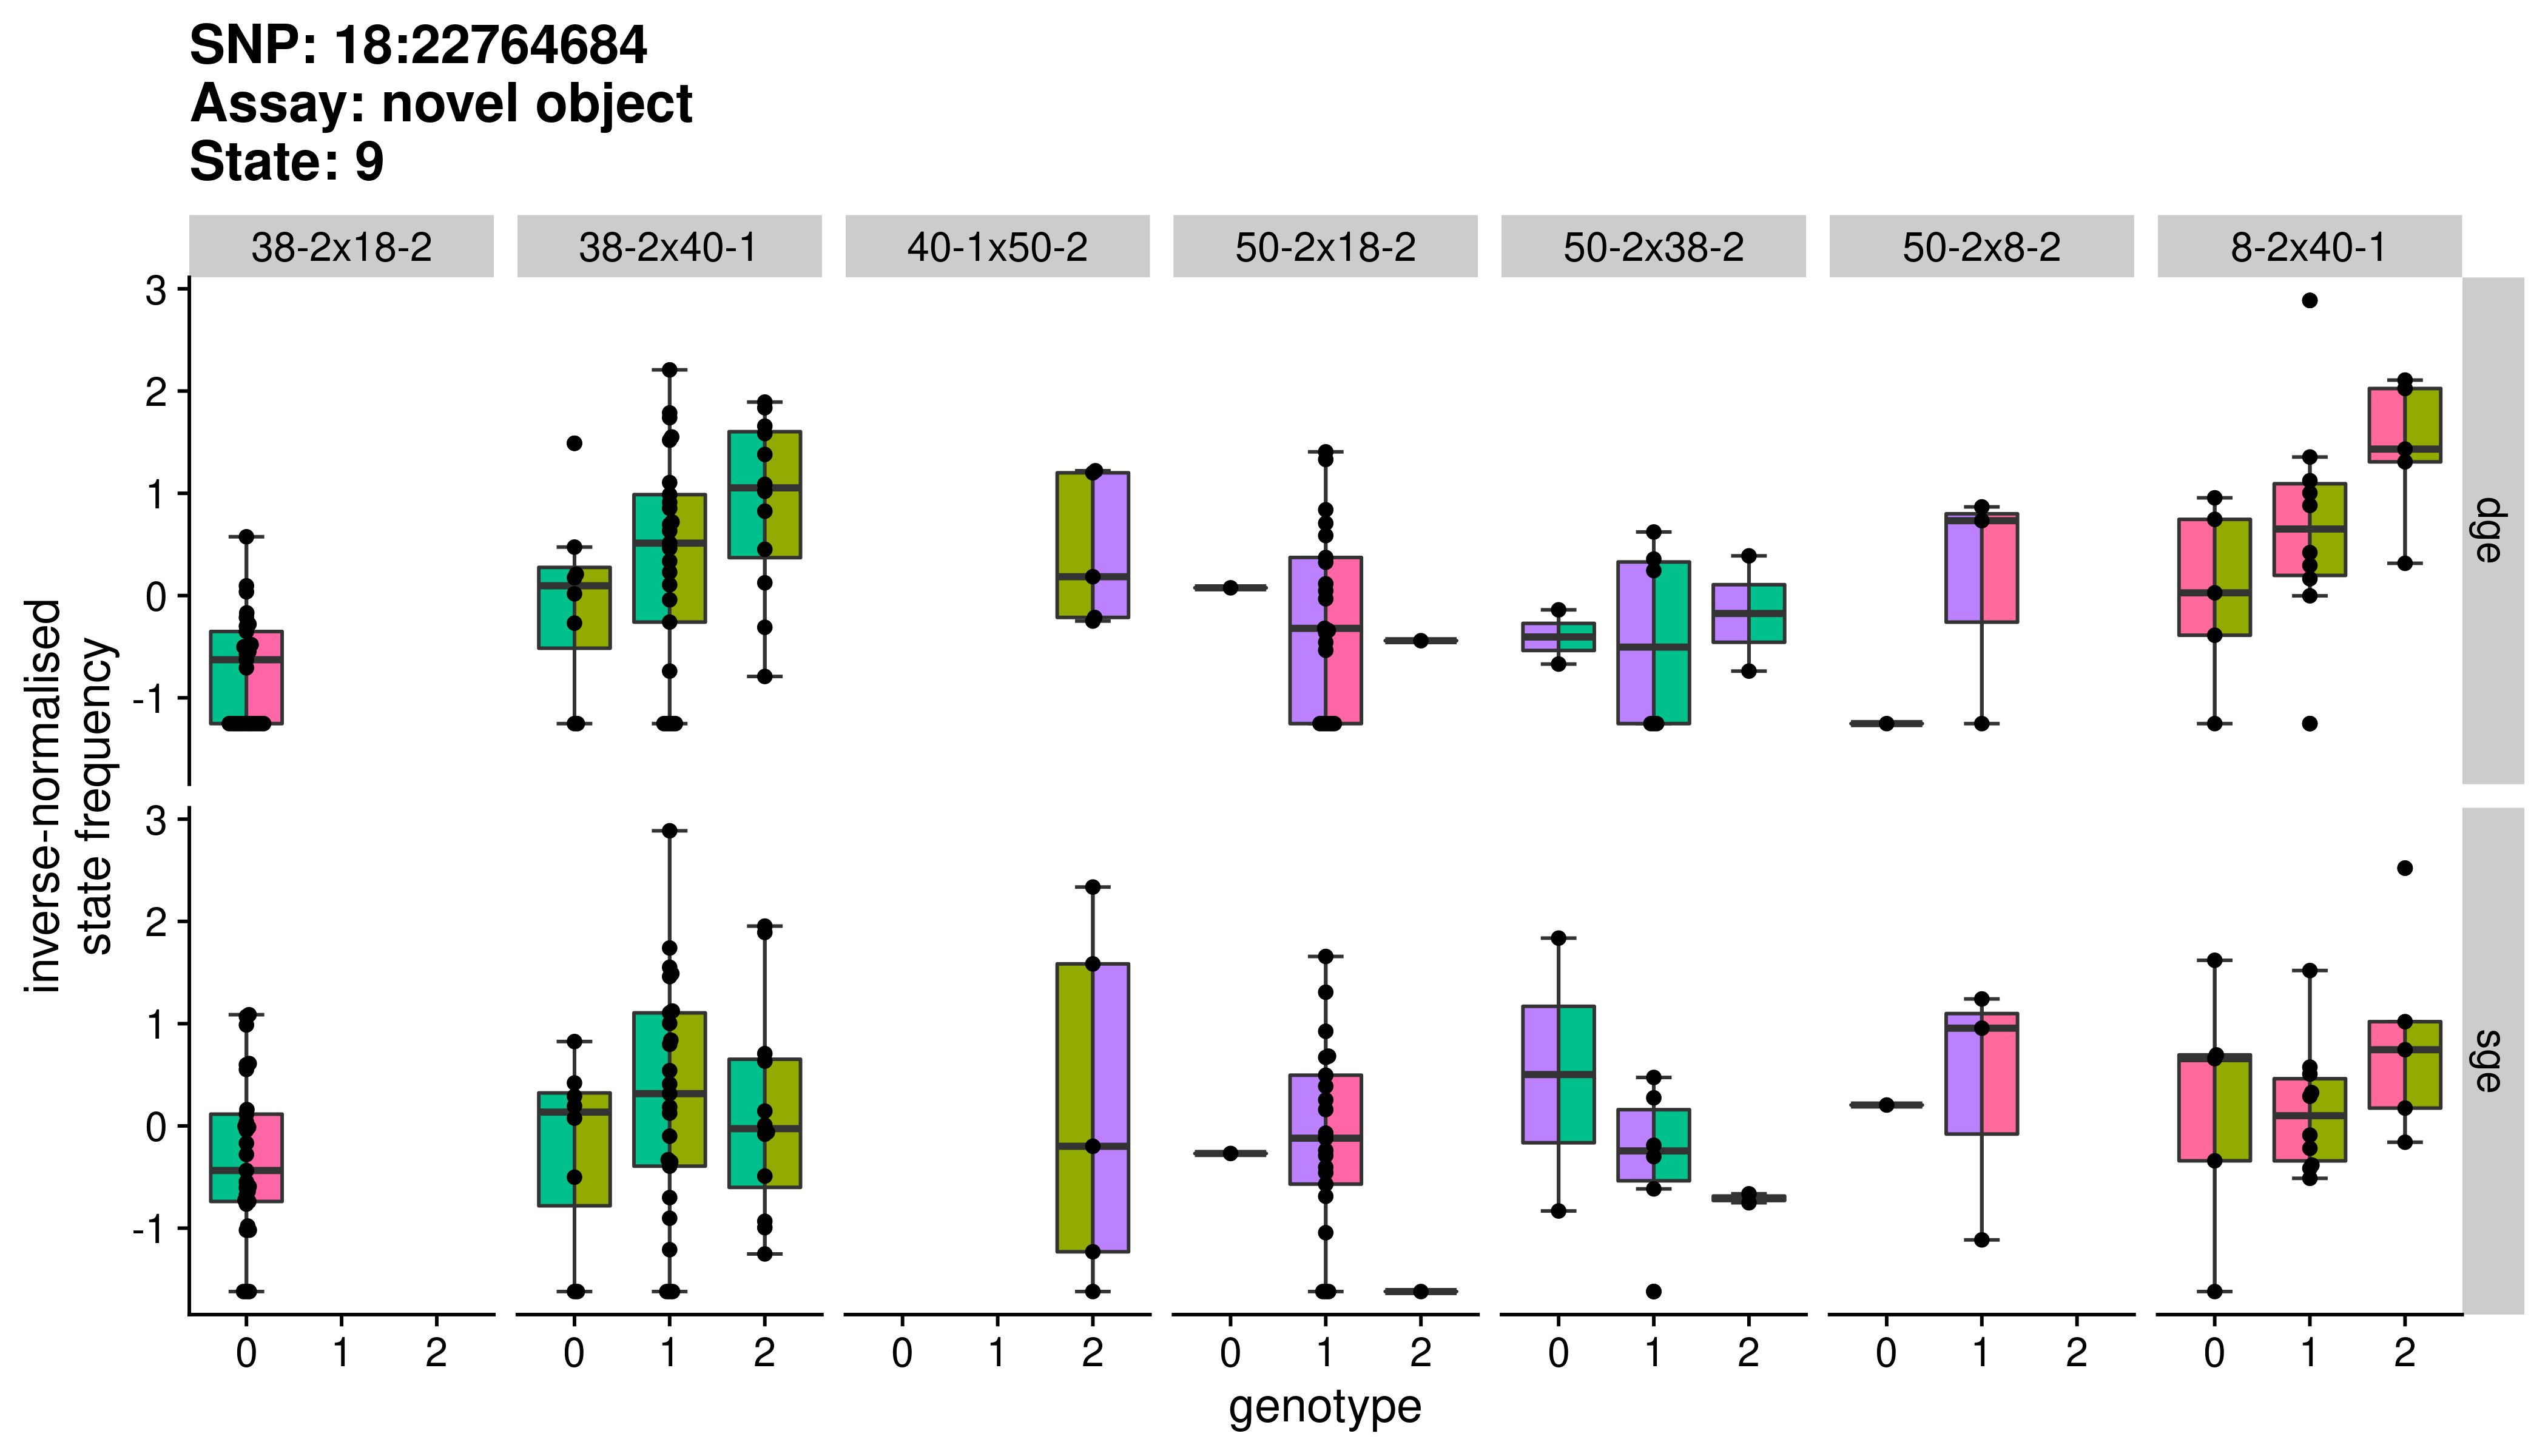 SNP: 18:22764684
Assay: novel object
State: 9
38-2x18-2
38-2x40-1
40-1x50-2
50-2x18-2
50-2x38-2
50-2x8-2
8-2x40-1
inverse-normalised
state frequency
3
2
1
0
-1
dge
3
2
1
0
-1
sge
0 1 2
0 1 2
0 1 2
0 1 2
0 1 2
0 1 2
0 1 2
genotype